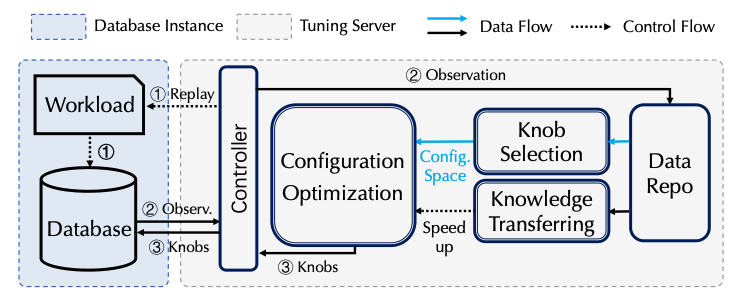 Database Instance
Tuning Server
Data Flow
Control Flow
Workload
① Replay
①
Database
② Observ.
③ Knobs
Controller
② Observation
Configuration
Optimization
③ Knobs
Config.
Space
Speed
up
Knob
Selection
Knowledge
Transferring
Data
Repo